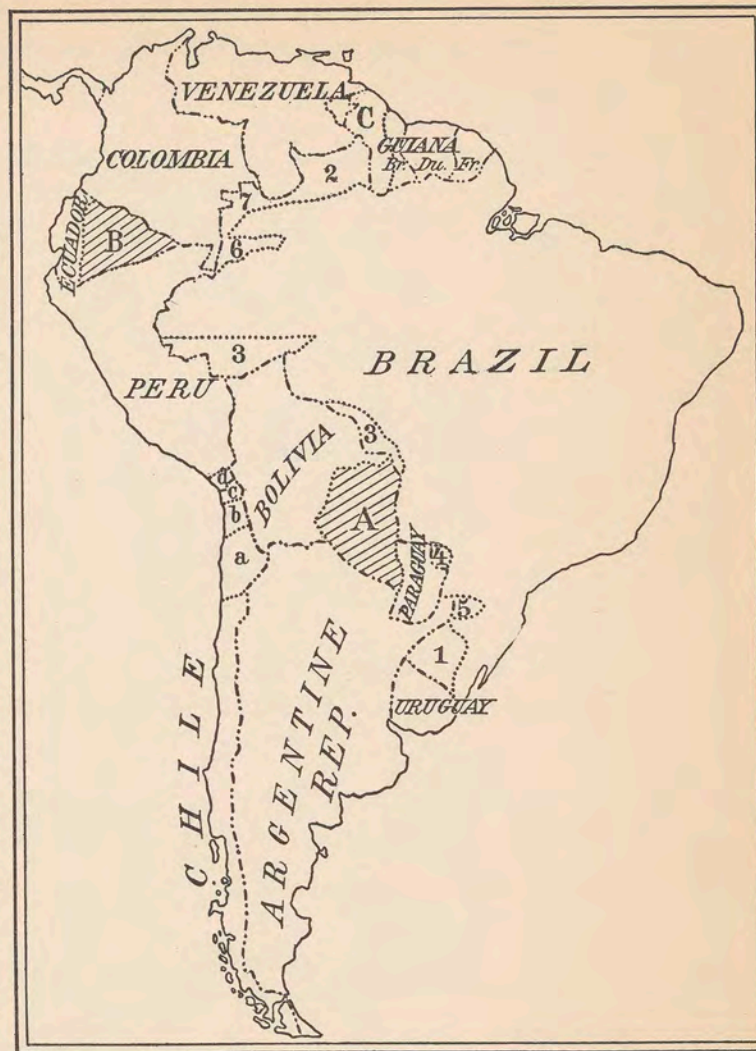 VENEZUELA
C
GUIANA
Br. Du. Fr.
COLOMBIA
2
7
B
ECUADOR
6
3
BRAZIL
PERU
3
BOLIVIA
d
c
b
a
A
PARAGUAY
4
5
1
URUGUAY
CHILE
ARGENTINE
REP.